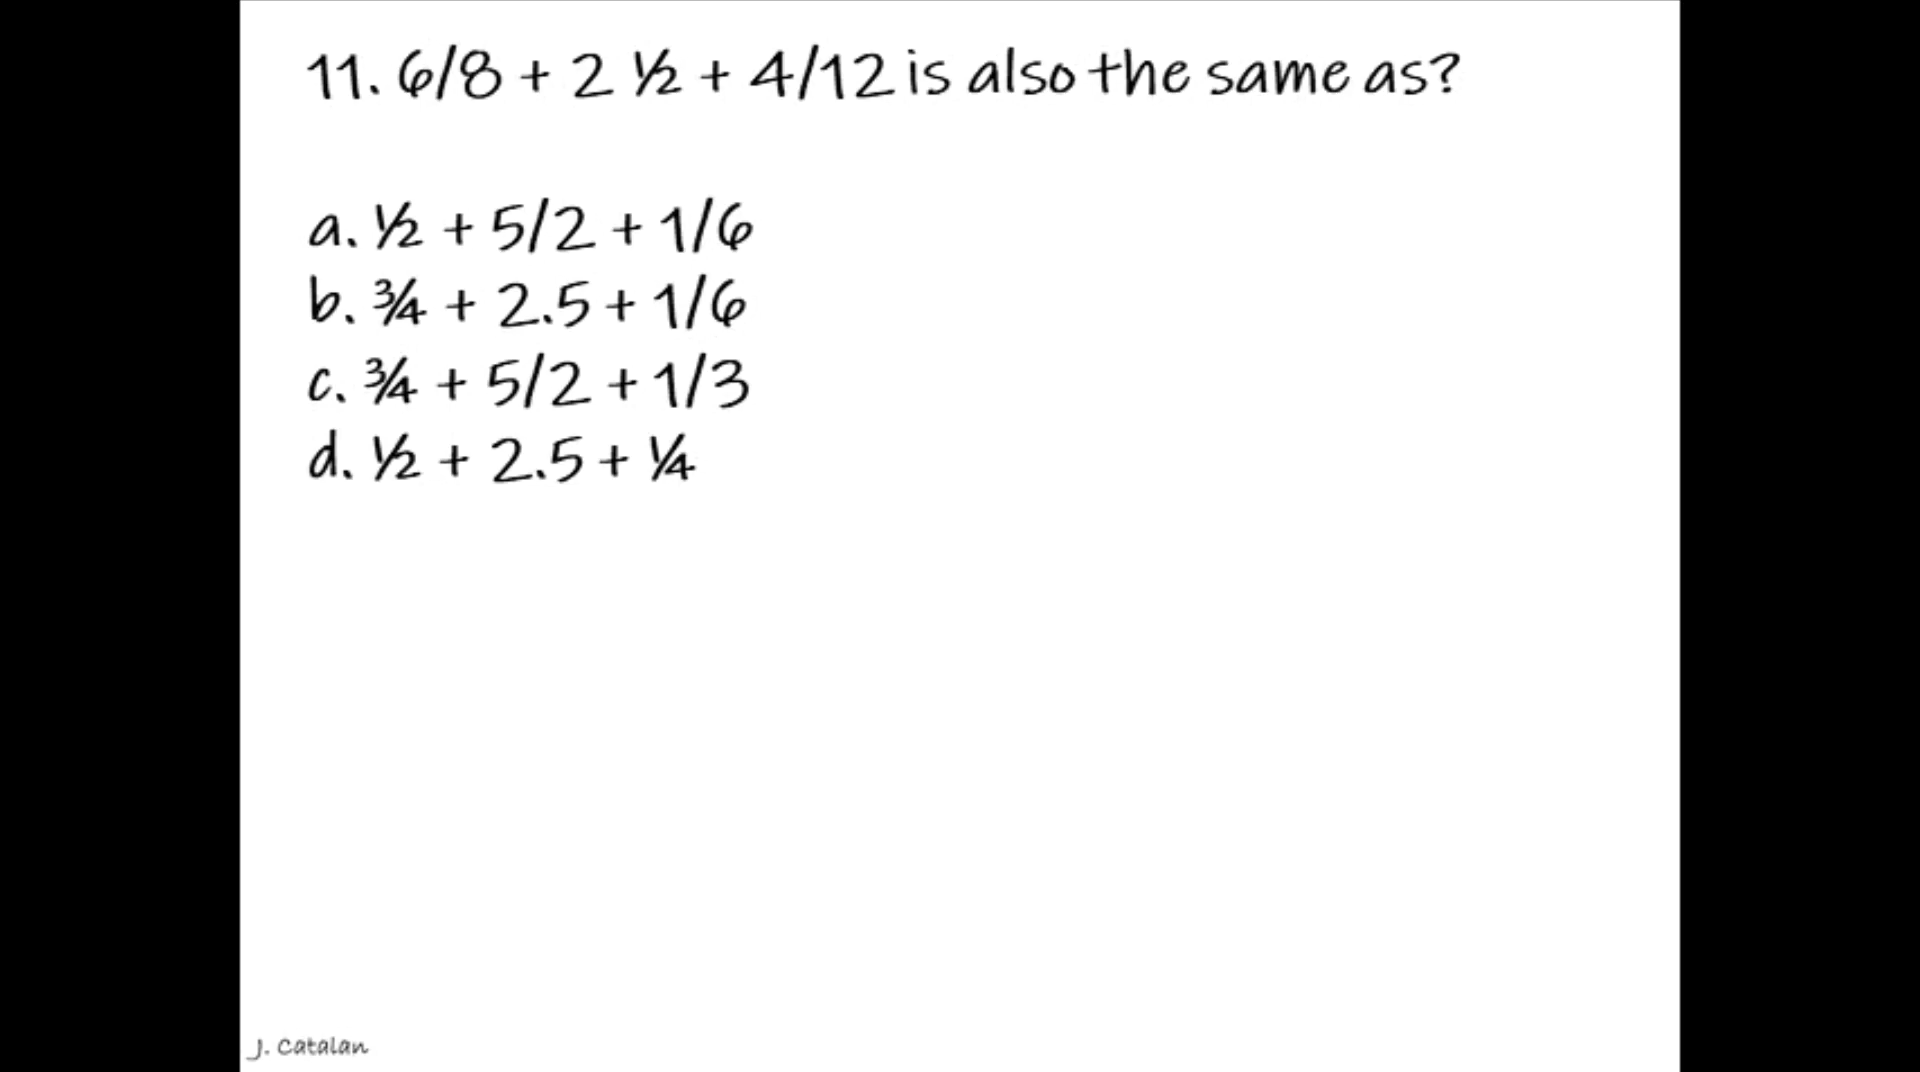 11. 6/8 + 2 ½ + 4/12 is also the same as?
a. ½ + 5/2 + 1/6
b. ¾ + 2.5 + 1/6
c. ¾ + 5/2 + 1/3
d. ½ + 2.5 + ¼
J. Catalan